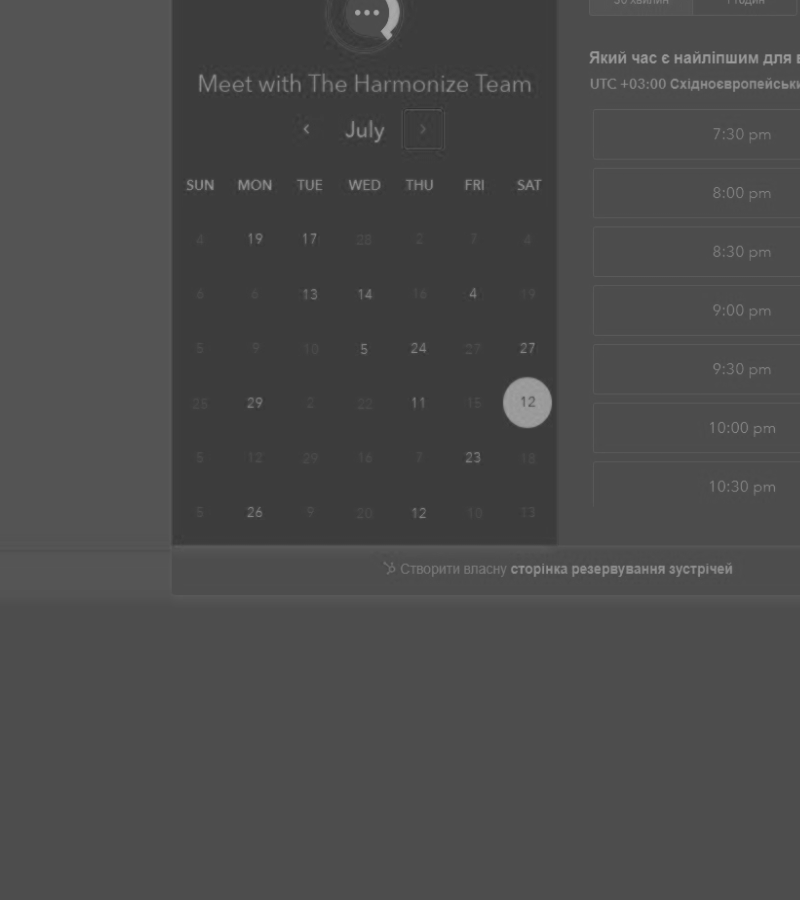 30 хвилин
1 годин
Meet with The Harmonize Team
July
SUN MON TUE WED THU FRI SAT
4 19 17 28 2 7 4
6 8 13 14 16 4 19
5 9 10 5 24 27 27
25 29 2 22 11 15 12
5 12 29 16 7 23 18
5 26 9 20 12 10 13
Який час є найліпшим для в
UTC +03:00 Східноєвропейськи
7:30 pm
8:00 pm
8:30 pm
9:00 pm
9:30 pm
10:00 pm
10:30 pm
Створити власну сторінка резервування зустрічей